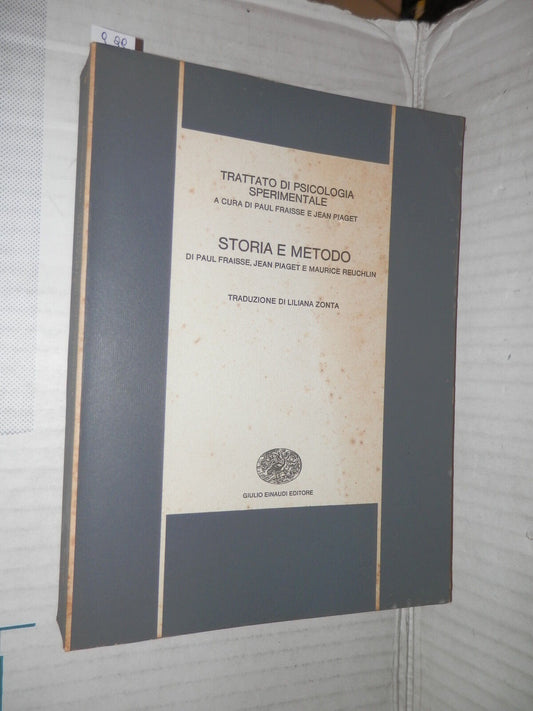 TRATTATO DI PSICOLOGIA
SPERIMENTALE
A CURA DI PAUL FRAISSE E JEAN PIAGET
STORIA E METODO
DI PAUL FRAISSE, JEAN PIAGET E MAURICE REUCHLIN
TRADUZIONE DI LILIANA ZONTA
GIULIO EINAUDI EDITORE